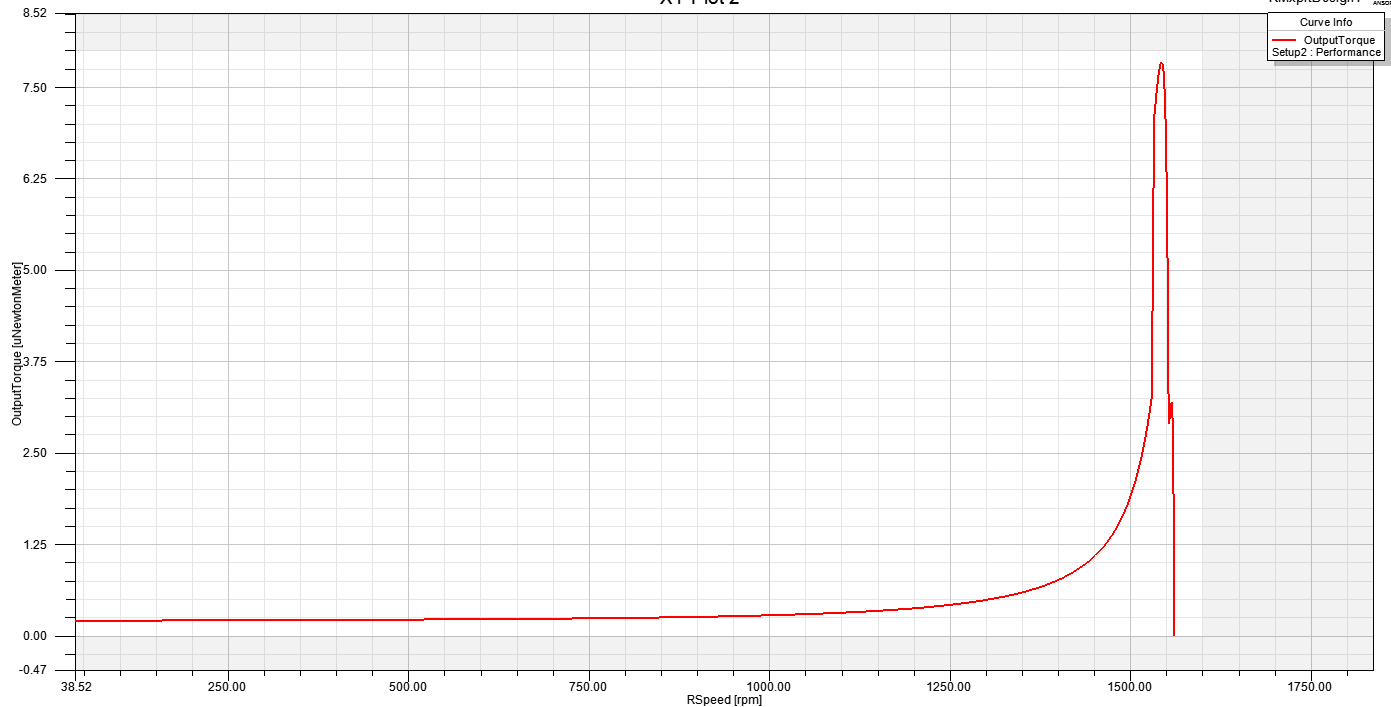 8.52
Curve Info
OutputTorque
Setup2 : Performance
7.50
6.25
5.00
3.75
2.50
1.25
0.00
-0.47
OutputTorque [uNewtonMeter]
38.52 250.00 500.00 750.00 1000.00 1250.00 1500.00 1750.00
RSpeed [rpm]